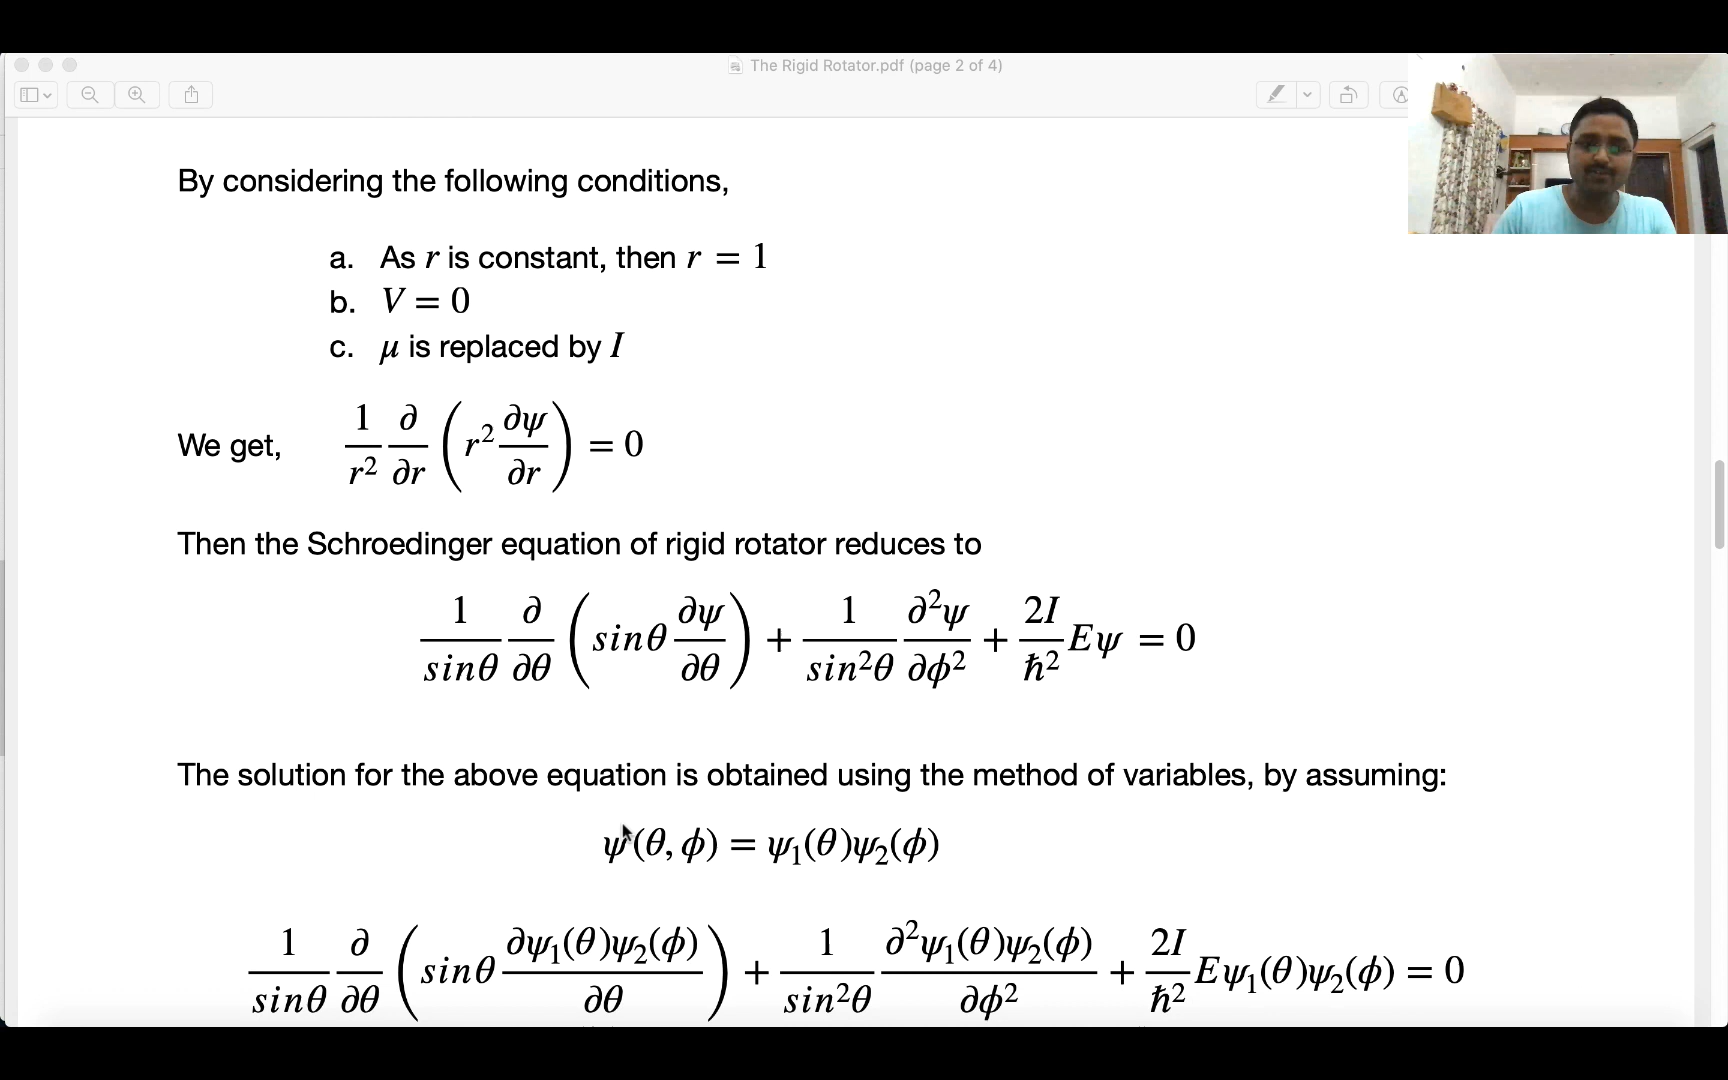 The Rigid Rotator.pdf (page 2 of 4)
By considering the following conditions,
a. As r is constant, then r = 1
b. V = 0
c. μ is replaced by I
We get, 1/r² ∂/∂r (r² ∂ψ/∂r) = 0
Then the Schroedinger equation of rigid rotator reduces to
1/sinθ ∂/∂θ (sinθ ∂ψ/∂θ) + 1/sin²θ ∂²ψ/∂ϕ² + 2I/ℏ² Eψ = 0
The solution for the above equation is obtained using the method of variables, by assuming:
ψ(θ, ϕ) = ψ₁(θ)ψ₂(ϕ)
1/sinθ ∂/∂θ (sinθ ∂ψ₁(θ)ψ₂(ϕ)/∂θ) + 1/sin²θ ∂²ψ₁(θ)ψ₂(ϕ)/∂ϕ² + 2I/ℏ² Eψ₁(θ)ψ₂(ϕ) = 0